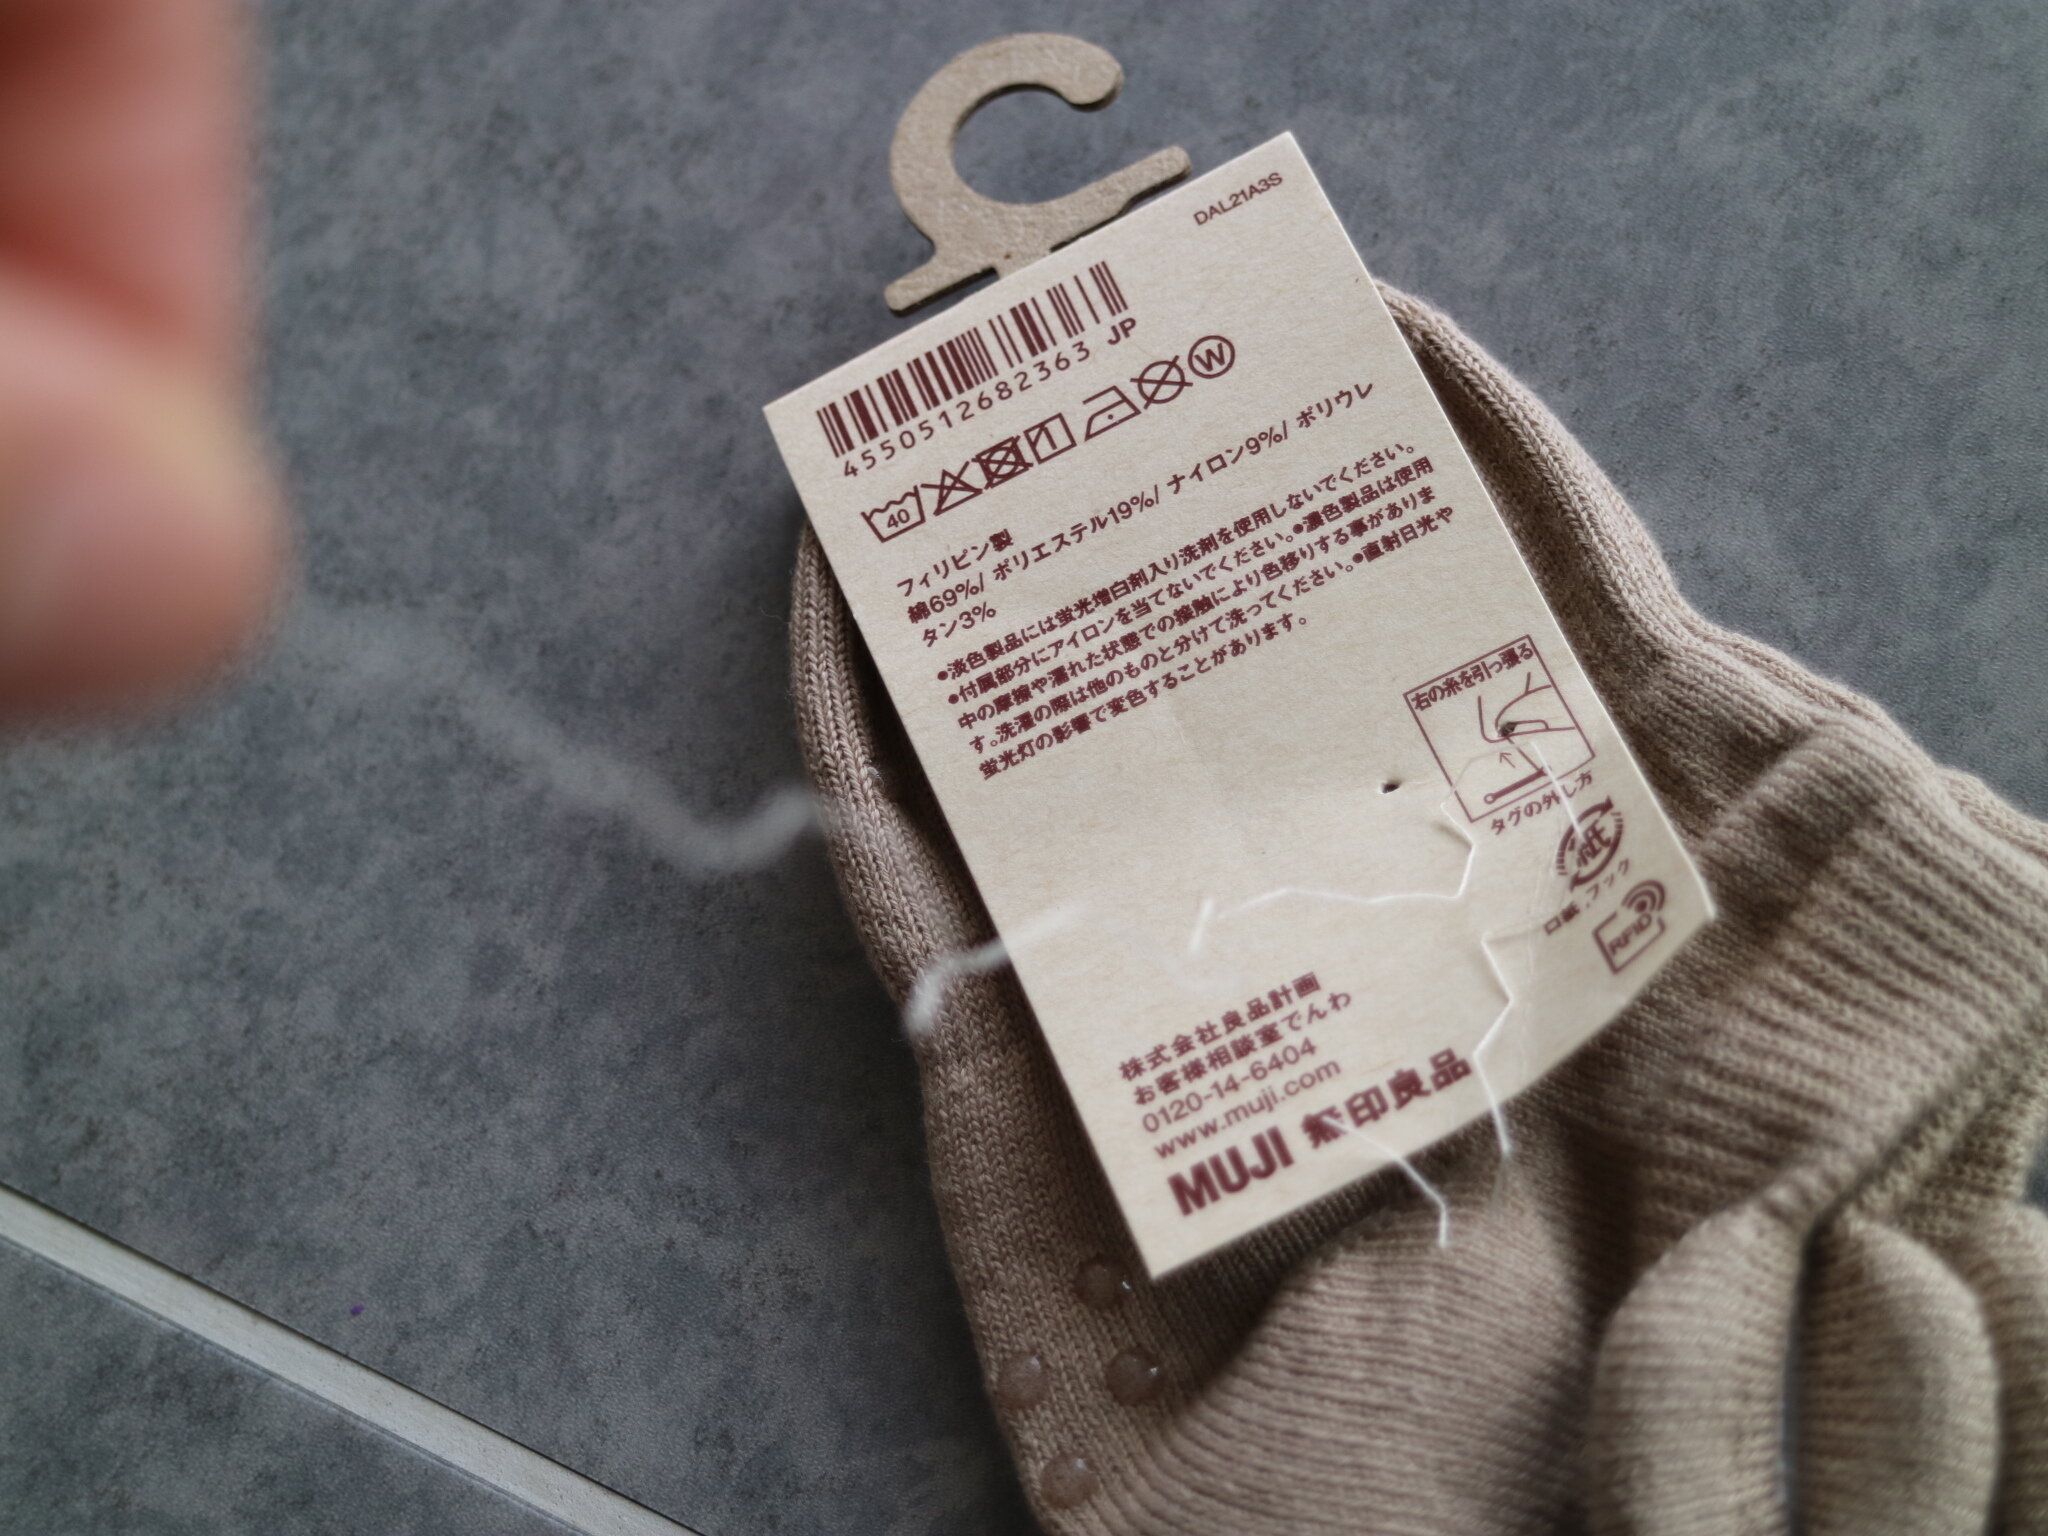 DAL21A3S
4550512682363 JP
40
W
フィリピン製
綿69%/ ポリエステル19%/ ナイロン9%/ ポリウレ
タン3%
●淡色製品には蛍光増白剤入り洗剤を使用しないでください。
●付属部分にアイロンを当てないでください。●濃色製品は使用
中の摩擦や濡れた状態での接触により色移りする事がありま
す。洗濯の際は他のものと分けて洗ってください。●直射日光や
蛍光灯の影響で変色することがあります。
右の糸を引っ張る
タグの外し方
紙
口紙,フック
RFID
株式会社良品計画
お客様相談室でんわ
0120-14-6404
www.muji.com
MUJI 無印良品